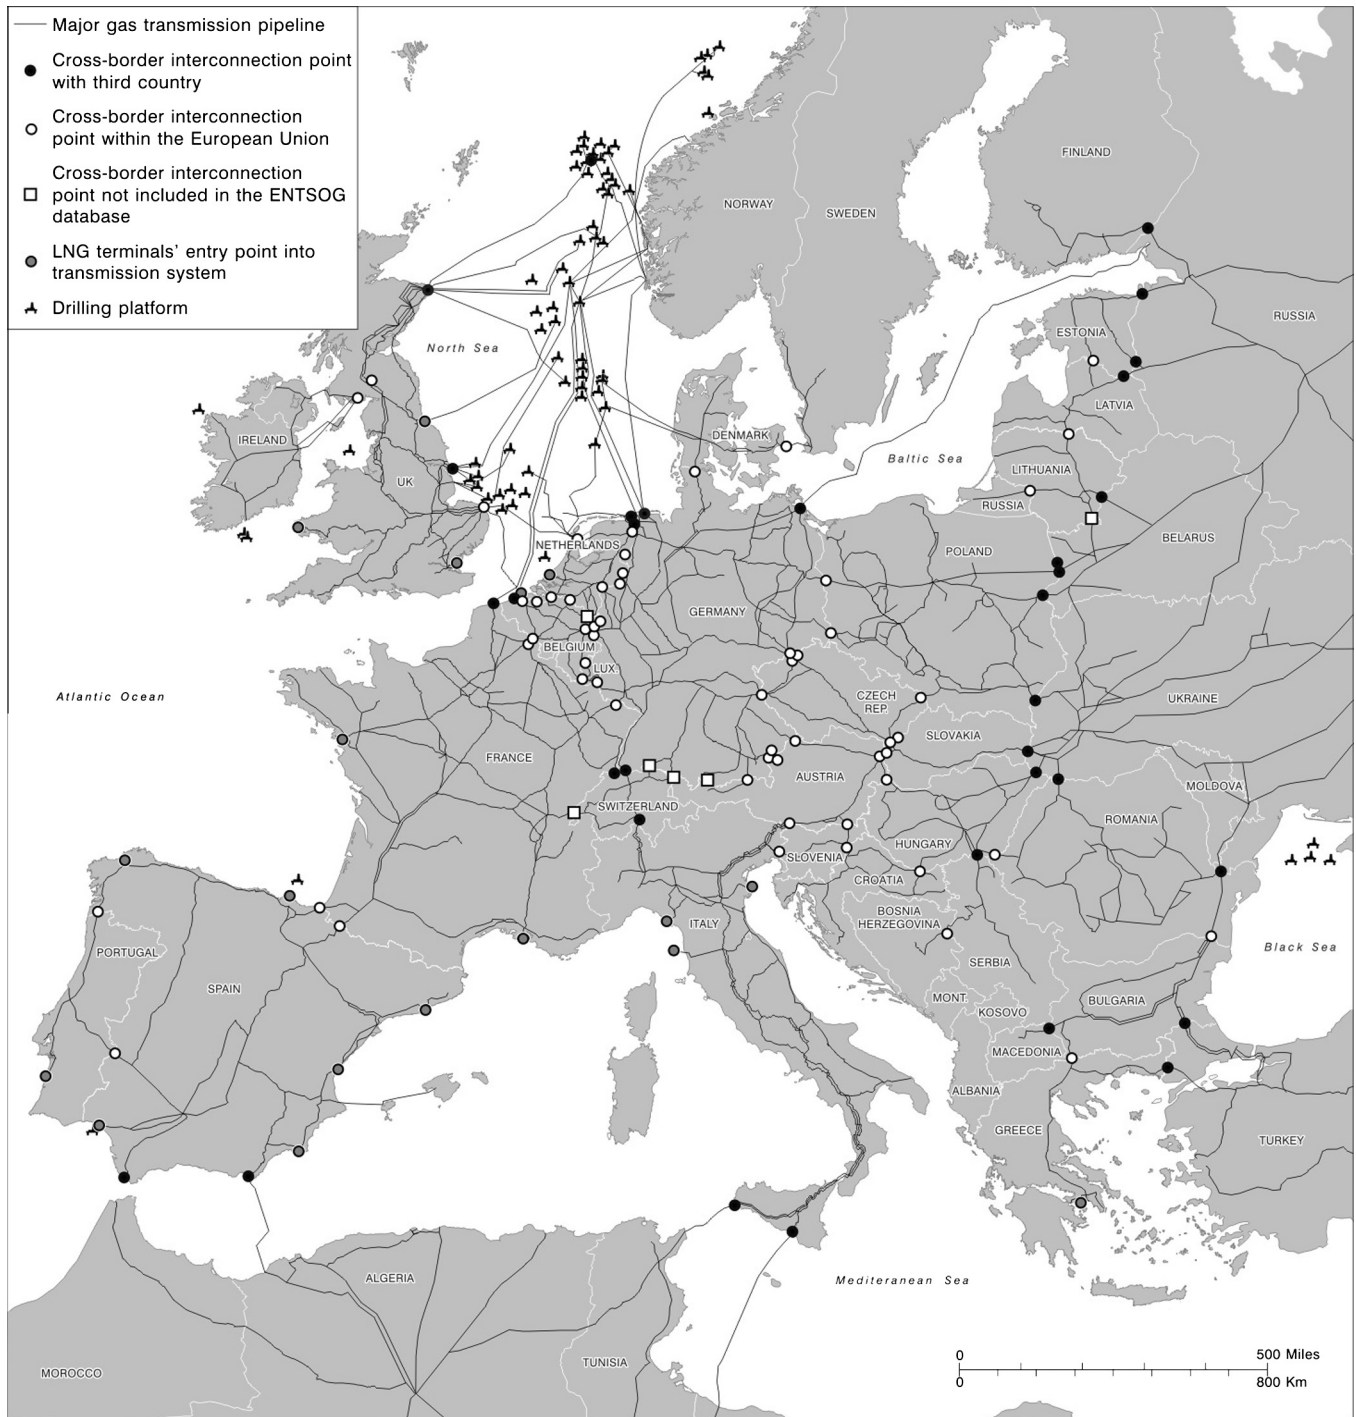 Major gas transmission pipeline
Cross-border interconnection point
with third country
Cross-border interconnection
point within the European Union
Cross-border interconnection
point not included in the ENTSOG
database
LNG terminals' entry point into
transmission system
Drilling platform
FINLAND
NORWAY
SWEDEN
RUSSIA
ESTONIA
North Sea
LATVIA
IRELAND
DENMARK
Baltic Sea
LITHUANIA
UK
RUSSIA
BELARUS
NETHERLANDS
POLAND
GERMANY
BELGIUM
LUX.
Atlantic Ocean
CZECH
REP.
UKRAINE
SLOVAKIA
FRANCE
AUSTRIA
MOLDOVA
SWITZERLAND
ROMANIA
HUNGARY
SLOVENIA
CROATIA
BOSNIA
HERZEGOVINA
ITALY
Black Sea
PORTUGAL
SERBIA
SPAIN
MONT.
BULGARIA
KOSOVO
MACEDONIA
ALBANIA
GREECE
TURKEY
ALGERIA
Mediteranean Sea
TUNISIA
MOROCCO
0 500 Miles
0 800 Km